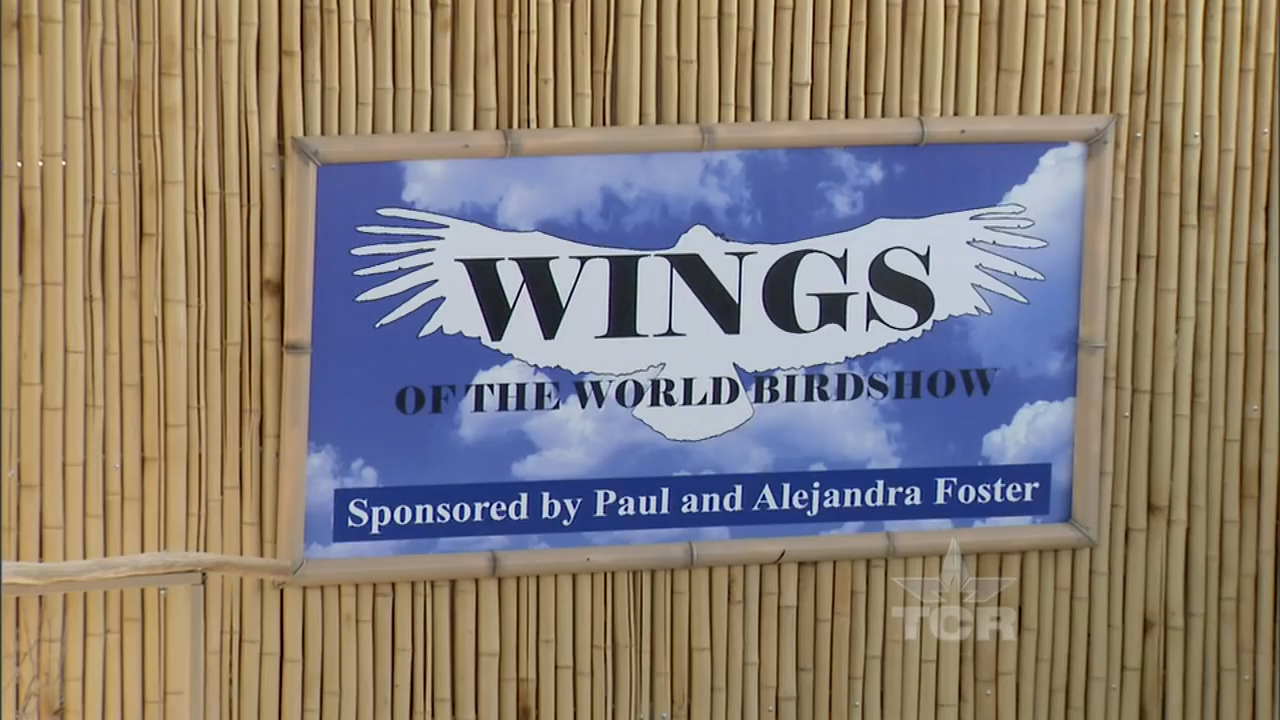 WINGS
OF THE WORLD BIRDSHOW
Sponsored by Paul and Alejandra Foster
TCR